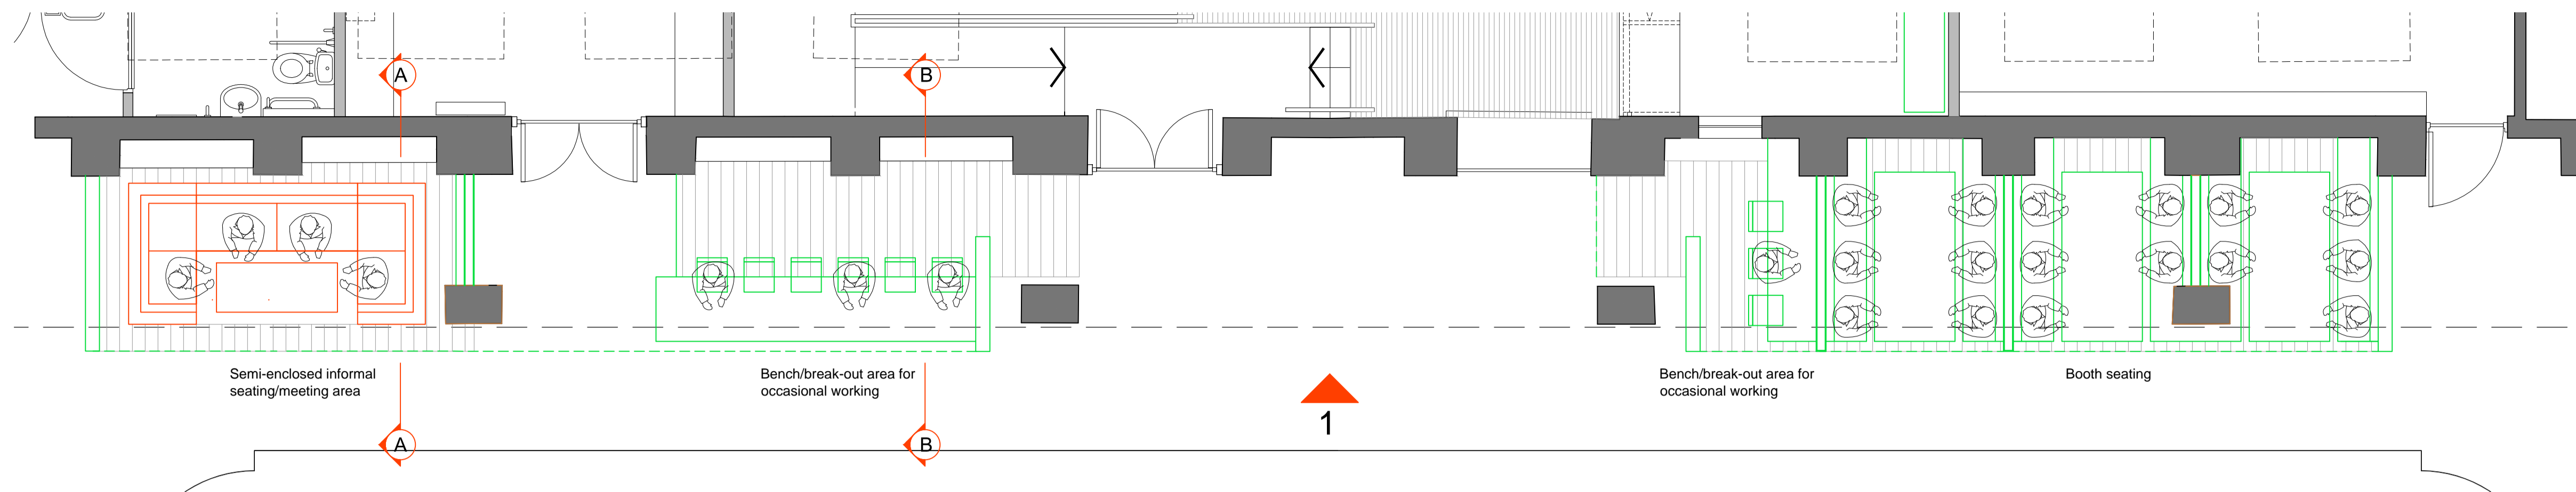 A
B
Semi-enclosed informal
seating/meeting area
Bench/break-out area for
occasional working
1
Bench/break-out area for
occasional working
Booth seating
A
B